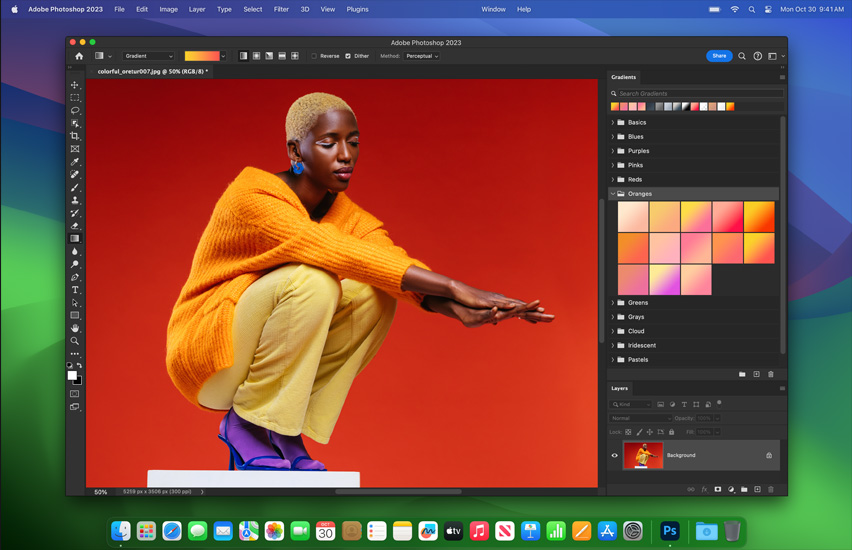 Adobe Photoshop 2023 File Edit Image Layer Type Select Filter 3D View Plugins Window Help Mon Oct 30 9:41 AM
Adobe Photoshop 2023
Gradient Reverse Dither Method: Perceptual Share
colorful_oretur007.jpg @ 50% (RGB/8) *
Gradients
Search Gradients
Basics
Blues
Purples
Pinks
Reds
Oranges
Greens
Grays
Cloud
Iridescent
Pastels
Layers
Kind
Normal Opacity: 100%
Lock: Fill: 100%
Background
50% 6259 px x 3506 px (300 ppi)
OCT
30
tv
Ps